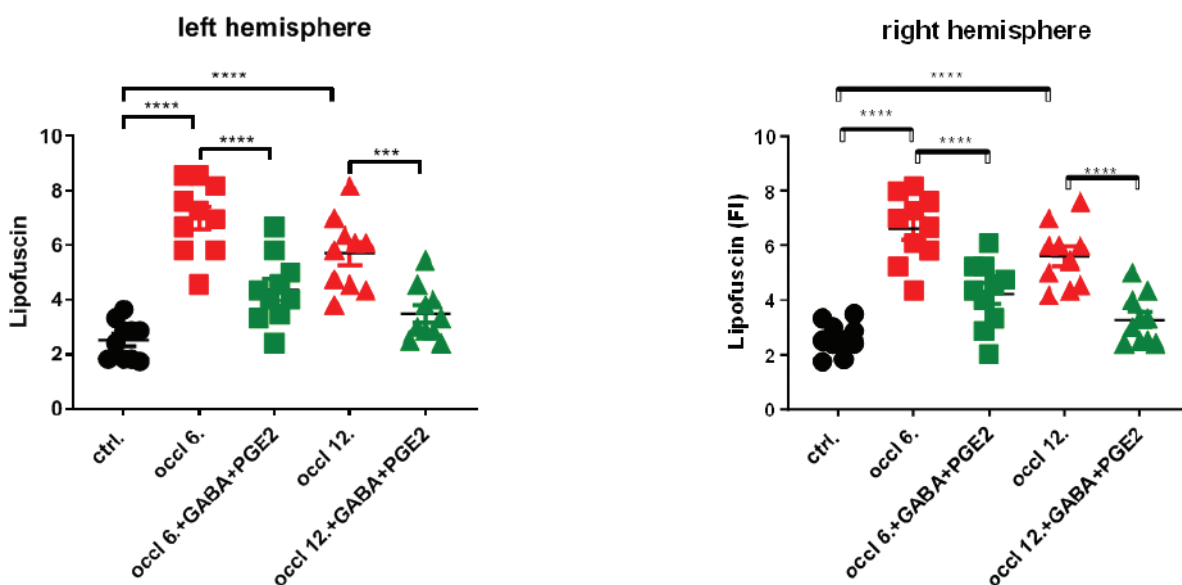 left hemisphere
****
****
****
***
Lipofuscin
10
8
6
4
2
0
ctrl.
occl 6.
occl 6.+GABA+PGE2
occl 12.
occl 12.+GABA+PGE2
right hemisphere
****
****
****
****
Lipofuscin (FI)
10
8
6
4
2
0
ctrl.
occl 6.
occl 6.+GABA+PGE2
occl 12.
occl 12.+GABA+PGE2